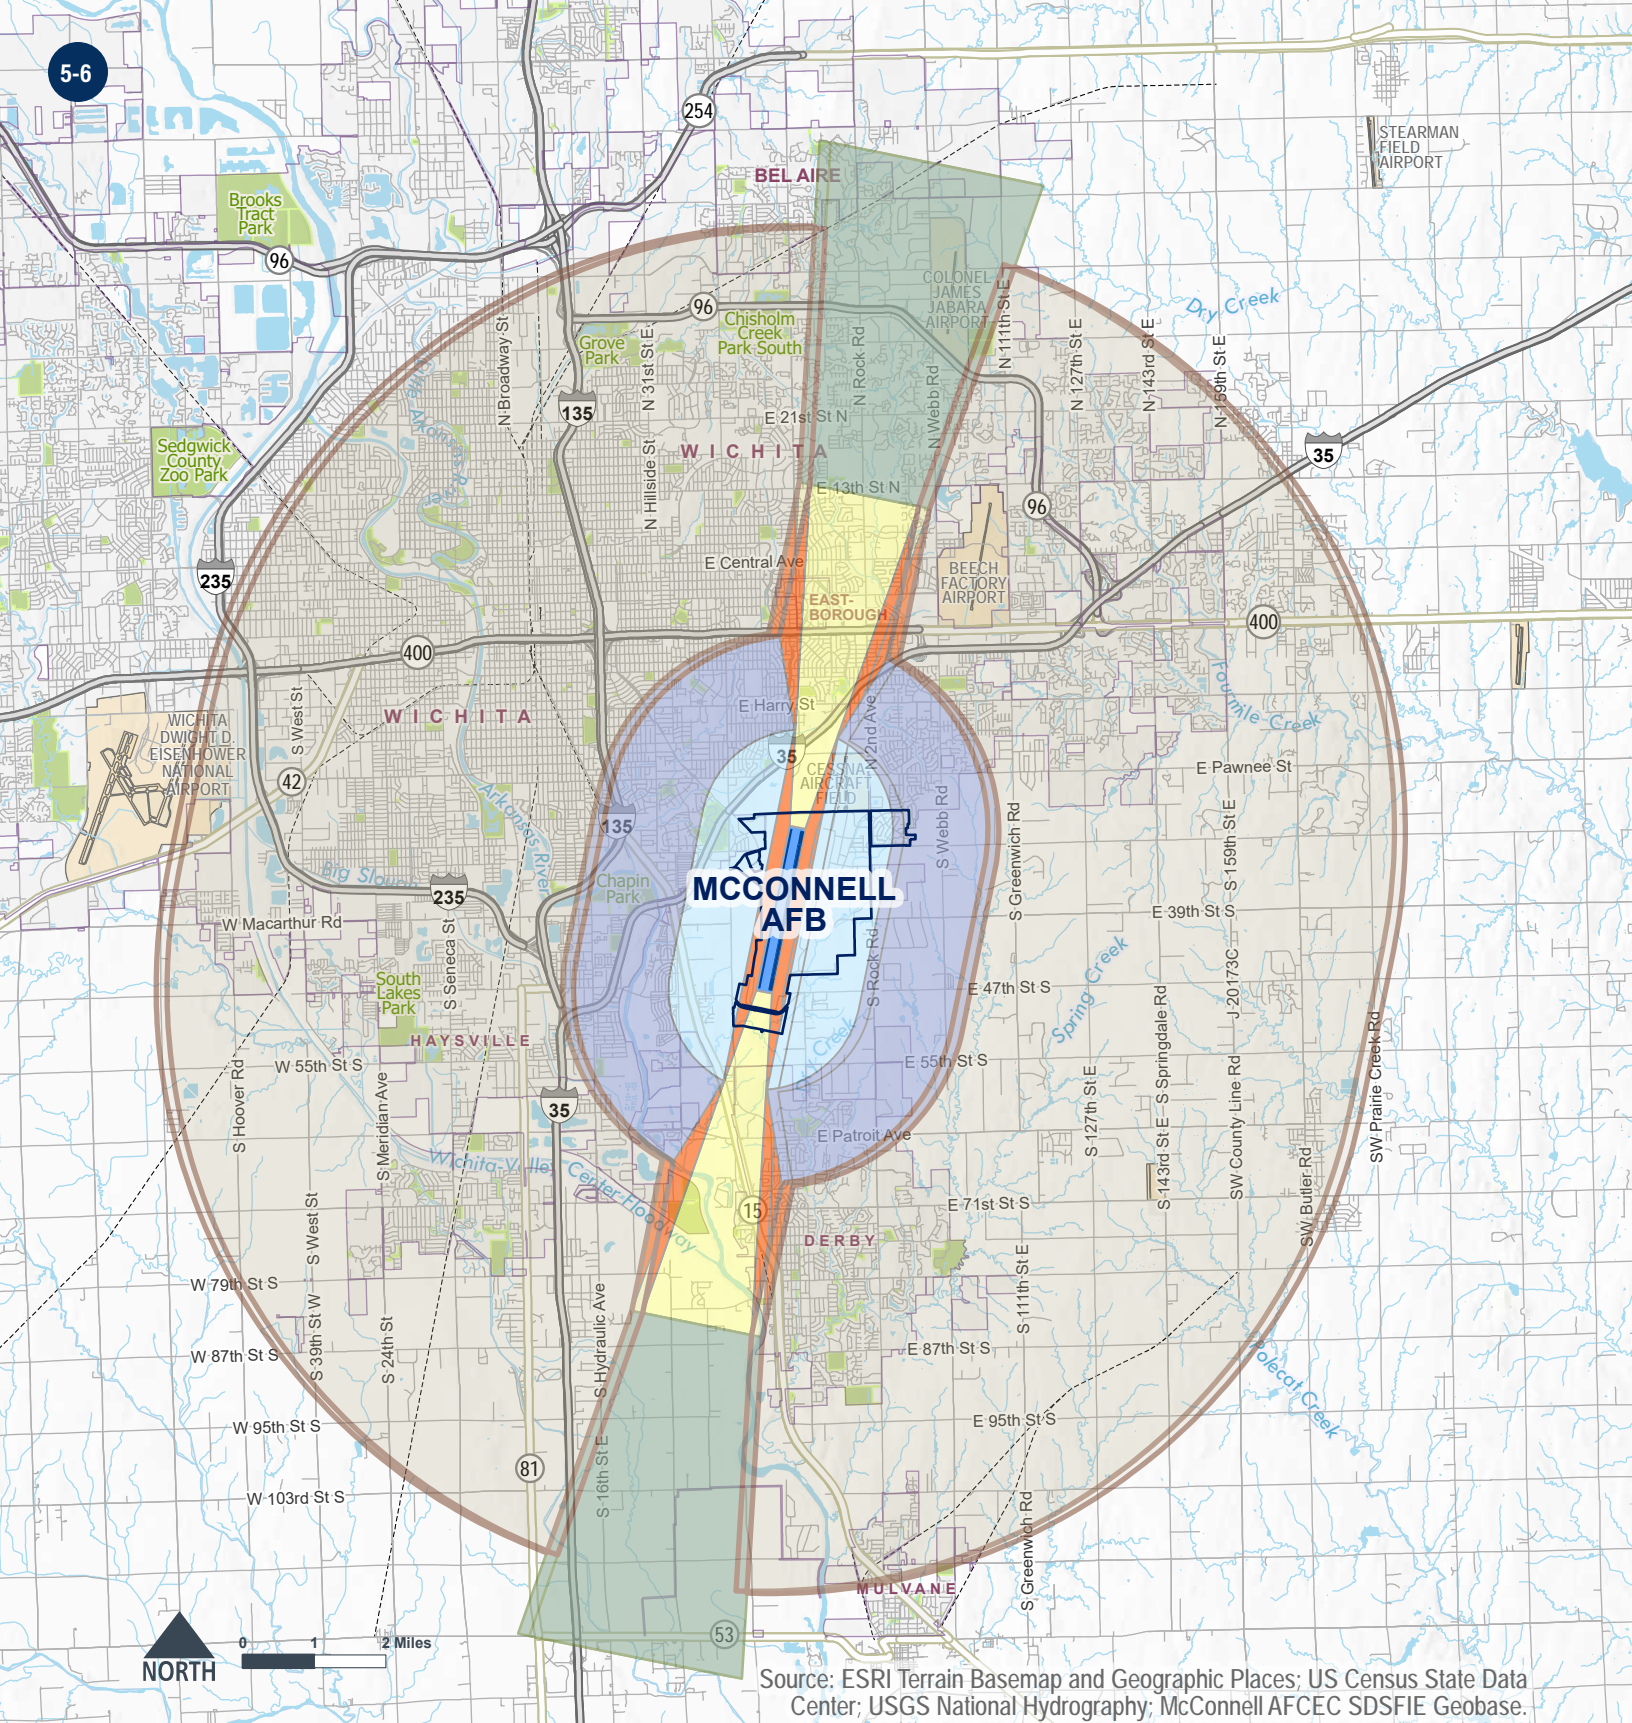 5-6
254
STEARMAN
FIELD
AIRPORT
BEL AIRE
Brooks
Tract
Park
96
COLONEL
JAMES
JABARA
AIRPORT
N 111th St E
Dry Creek
96
Chisholm
Creek
Park South
Grove
Park
N Broadway St
N 31st St E
N Rock Rd
N Webb Rd
N 127th St E
N 143rd St E
N 159th St E
135
E 21st St N
WICHITA
Sedgwick
County
Zoo Park
35
N Hillside St
E 13th St N
96
E Central Ave
BEECH
FACTORY
AIRPORT
235
EAST-
BOROUGH
400
400
Fourmile Creek
S West St
WICHITA
E Harry St
N 2nd Ave
WICHITA
DWIGHT D.
EISENHOWER
NATIONAL
AIRPORT
42
35
CESSNA
AIRCRAFT
FIELD
E Pawnee St
Arkansas River
135
S Webb Rd
S Greenwich Rd
S 159th St E
Big Slough
235
Chapin
Park
MCCONNELL
AFB
W Macarthur Rd
S Seneca St
E 39th St S
S Rock Rd
Spring Creek
J 20173C
South
Lakes
Park
E 47th St S
S Springdale Rd
HAYSVILLE
Creek
SW Prairie Creek Rd
W 55th St S
E 55th St S
S Hoover Rd
S Meridian Ave
35
S 127th St E
S 143rd St E
SW County Line Rd
E Patroit Ave
Wichita-Valley Center Floodway
SW Butler Rd
15
E 71st St S
S West St
DERBY
W 79th St S
S 39th St W
S 24th St
S Hydraulic Ave
S 111th St E
W 87th St S
E 87th St S
Polecat Creek
W 95th St S
E 95th St S
81
S 16th St E
W 103rd St S
S Greenwich Rd
MULVANE
53
0 1 2 Miles
NORTH
Source: ESRI Terrain Basemap and Geographic Places; US Census State Data
Center; USGS National Hydrography; McConnell AFCEC SDSFIE Geobase.